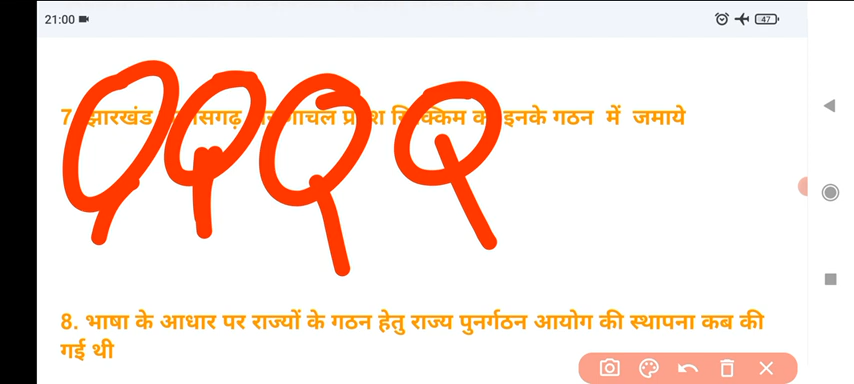 21:00
47
7. झारखंड प्र श क्किम इनके गठन में जमाये
8. भाषा के आधार पर राज्यों के गठन हेतु राज्य पुनर्गठन आयोग की स्थापना कब की
गई थी